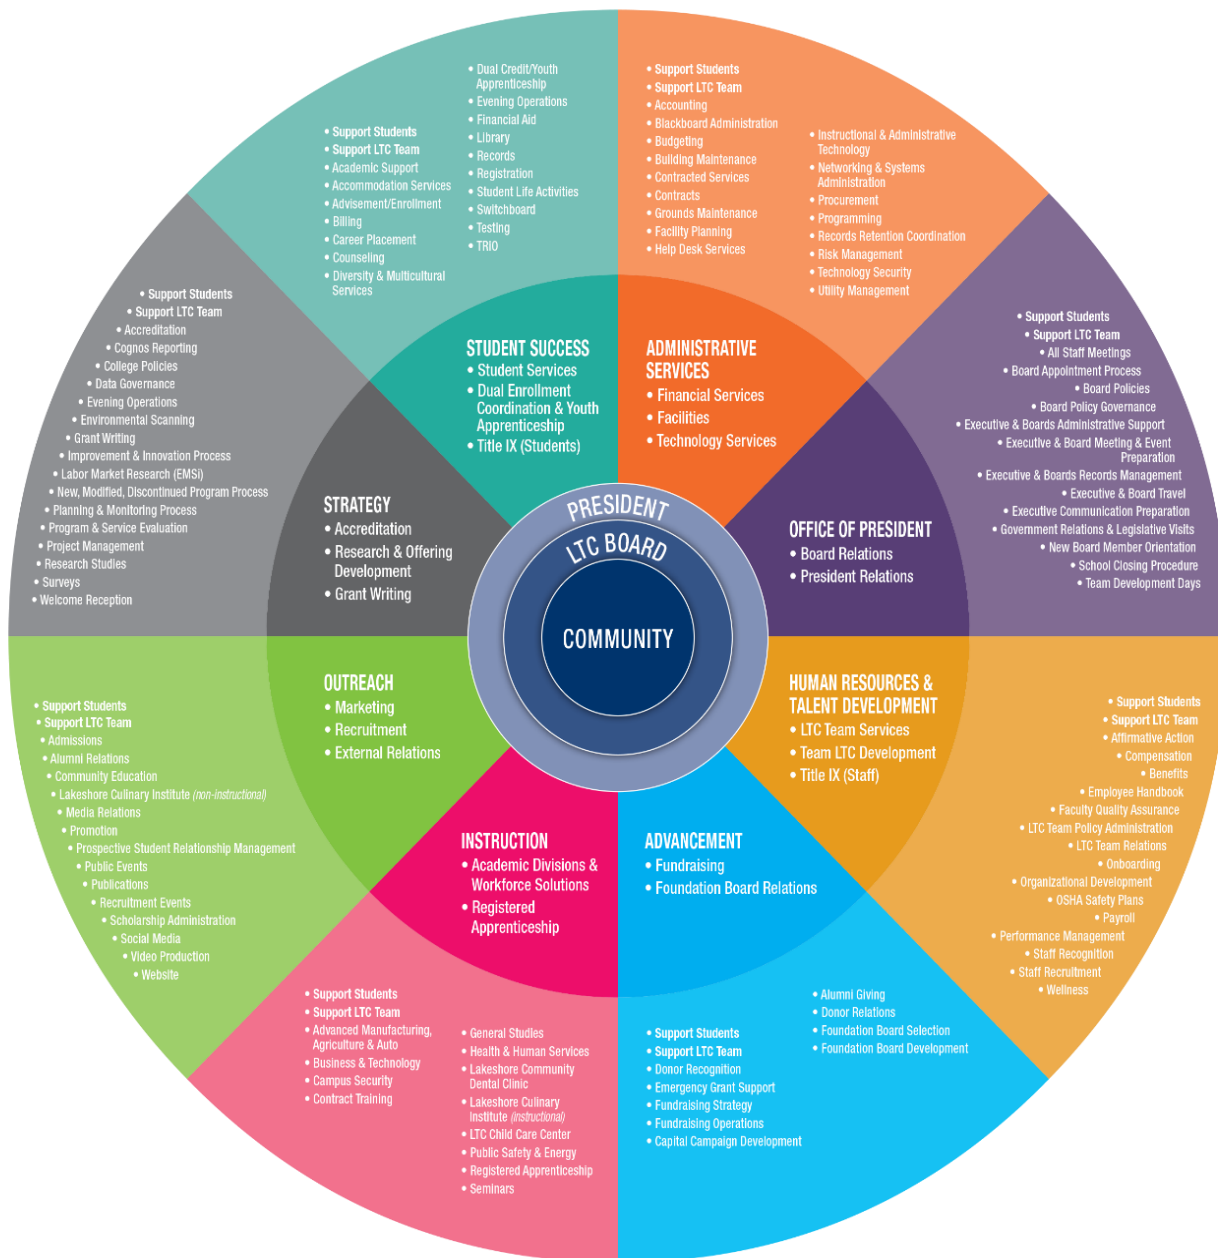 • Dual Credit/Youth
Apprenticeship
• Evening Operations
• Financial Aid
• Library
• Records
• Registration
• Student Life Activities
• Switchboard
• Testing
• TRIO
• Support Students
• Support LTC Team
• Academic Support
• Accommodation Services
• Advisement/Enrollment
• Billing
• Career Placement
• Counseling
• Diversity & Multicultural
Services
• Support Students
• Support LTC Team
• Accounting
• Blackboard Administration
• Budgeting
• Building Maintenance
• Contracted Services
• Contracts
• Grounds Maintenance
• Facility Planning
• Help Desk Services
• Instructional & Administrative
Technology
• Networking & Systems
Administration
• Procurement
• Programming
• Records Retention Coordination
• Risk Management
• Technology Security
• Utility Management
• Support Students
• Support LTC Team
• Accreditation
• Cognos Reporting
• College Policies
• Data Governance
• Evening Operations
• Environmental Scanning
• Grant Writing
• Improvement & Innovation Process
• Labor Market Research (EMSi)
• New, Modified, Discontinued Program Process
• Planning & Monitoring Process
• Program & Service Evaluation
• Project Management
• Research Studies
• Surveys
• Welcome Reception
STUDENT SUCCESS
• Student Services
• Dual Enrollment
Coordination & Youth
Apprenticeship
• Title IX (Students)
ADMINISTRATIVE
SERVICES
• Financial Services
• Facilities
• Technology Services
• Support Students
• Support LTC Team
• All Staff Meetings
• Board Appointment Process
• Board Policies
• Board Policy Governance
• Executive & Boards Administrative Support
• Executive & Board Meeting & Event
Preparation
• Executive & Boards Records Management
• Executive & Board Travel
• Executive Communication Preparation
• Government Relations & Legislative Visits
• New Board Member Orientation
• School Closing Procedure
• Team Development Days
STRATEGY
• Accreditation
• Research & Offering
Development
• Grant Writing
OFFICE OF PRESIDENT
• Board Relations
• President Relations
PRESIDENT
LTC BOARD
COMMUNITY
OUTREACH
• Marketing
• Recruitment
• External Relations
HUMAN RESOURCES &
TALENT DEVELOPMENT
• LTC Team Services
• Team LTC Development
• Title IX (Staff)
• Support Students
• Support LTC Team
• Admissions
• Alumni Relations
• Community Education
• Lakeshore Culinary Institute (non-instructional)
• Media Relations
• Promotion
• Prospective Student Relationship Management
• Public Events
• Publications
• Recruitment Events
• Scholarship Administration
• Social Media
• Video Production
• Website
• Support Students
• Support LTC Team
• Affirmative Action
• Compensation
• Benefits
• Employee Handbook
• Faculty Quality Assurance
• LTC Team Policy Administration
• LTC Team Relations
• Onboarding
• Organizational Development
• OSHA Safety Plans
• Payroll
• Performance Management
• Staff Recognition
• Staff Recruitment
• Wellness
INSTRUCTION
• Academic Divisions &
Workforce Solutions
• Registered
Apprenticeship
ADVANCEMENT
• Fundraising
• Foundation Board Relations
• Support Students
• Support LTC Team
• Advanced Manufacturing,
Agriculture & Auto
• Business & Technology
• Campus Security
• Contract Training
• General Studies
• Health & Human Services
• Lakeshore Community
Dental Clinic
• Lakeshore Culinary
Institute (instructional)
• LTC Child Care Center
• Public Safety & Energy
• Registered Apprenticeship
• Seminars
• Support Students
• Support LTC Team
• Donor Recognition
• Emergency Grant Support
• Fundraising Strategy
• Fundraising Operations
• Capital Campaign Development
• Alumni Giving
• Donor Relations
• Foundation Board Selection
• Foundation Board Development